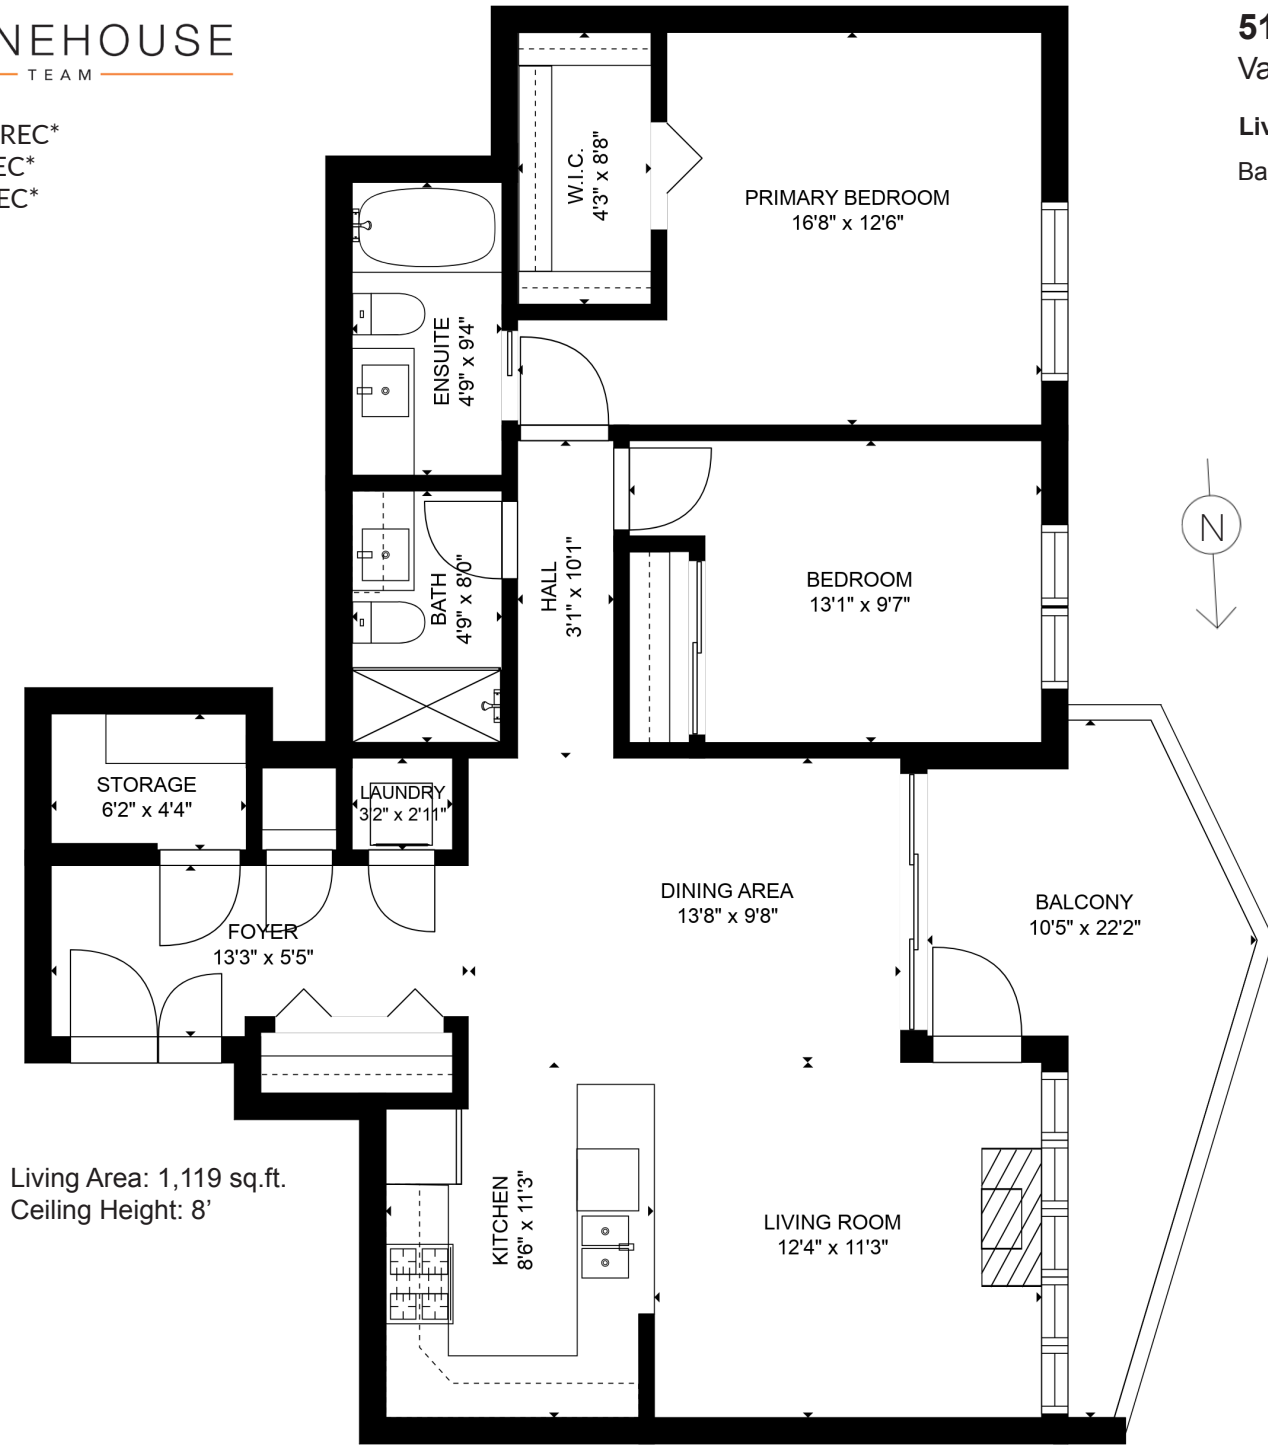 NEHOUSE
TEAM
REC*
EC*
EC*
51
Va
Liv
Ba
W.I.C.
4'3" x 8'8"
PRIMARY BEDROOM
16'8" x 12'6"
ENSUITE
4'9" x 9'4"
BATH
4'9" x 8'0"
HALL
3'1" x 10'1"
BEDROOM
13'1" x 9'7"
N
STORAGE
6'2" x 4'4"
LAUNDRY
3'2" x 2'11"
FOYER
13'3" x 5'5"
DINING AREA
13'8" x 9'8"
BALCONY
10'5" x 22'2"
Living Area: 1,119 sq.ft.
Ceiling Height: 8’
KITCHEN
8'6" x 11'3"
LIVING ROOM
12'4" x 11'3"